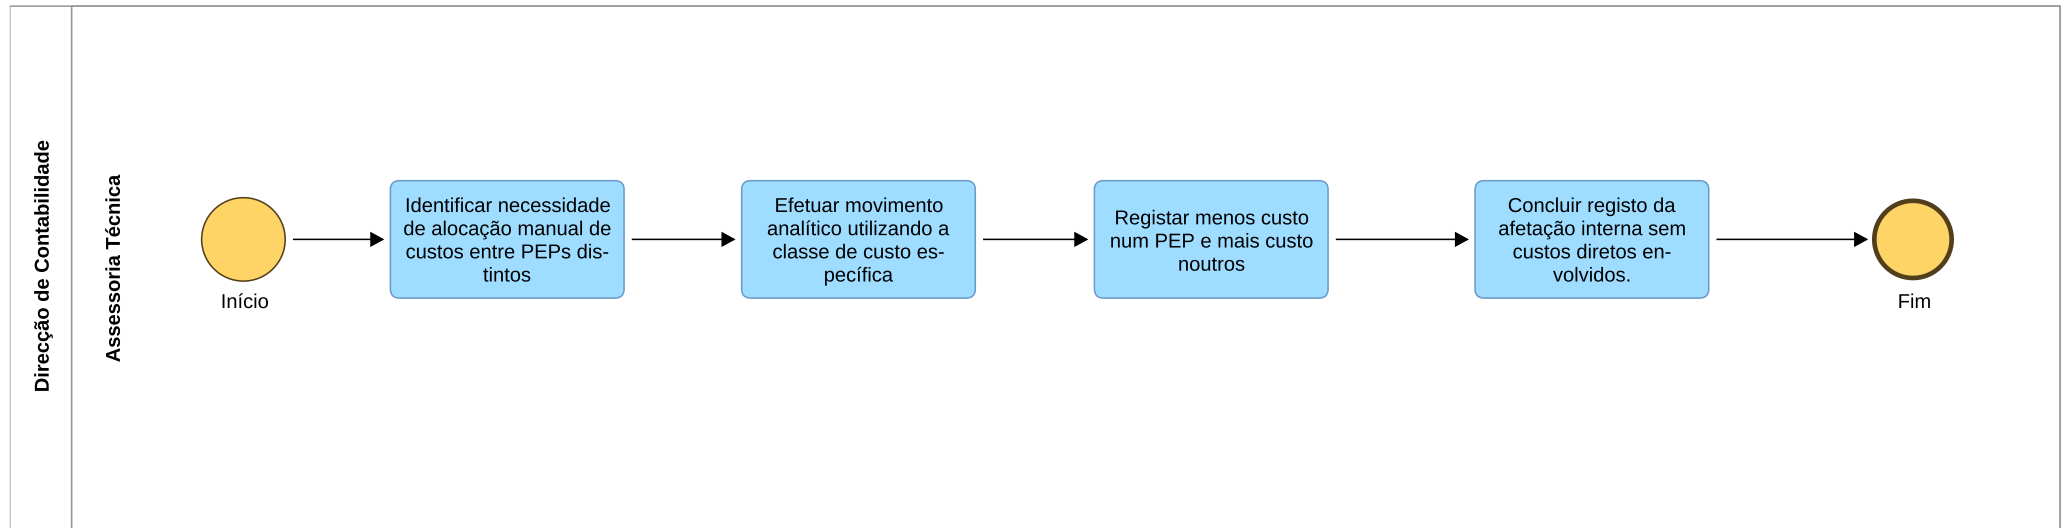 Direcção de Contabilidade
Assessoria Técnica
Início
Identificar necessidade
de alocação manual de
custos entre PEPs dis-
tintos
Efetuar movimento
analítico utilizando a
classe de custo es-
pecífica
Registar menos custo
num PEP e mais custo
noutros
Concluir registo da
afetação interna sem
custos diretos en-
volvidos.
Fim